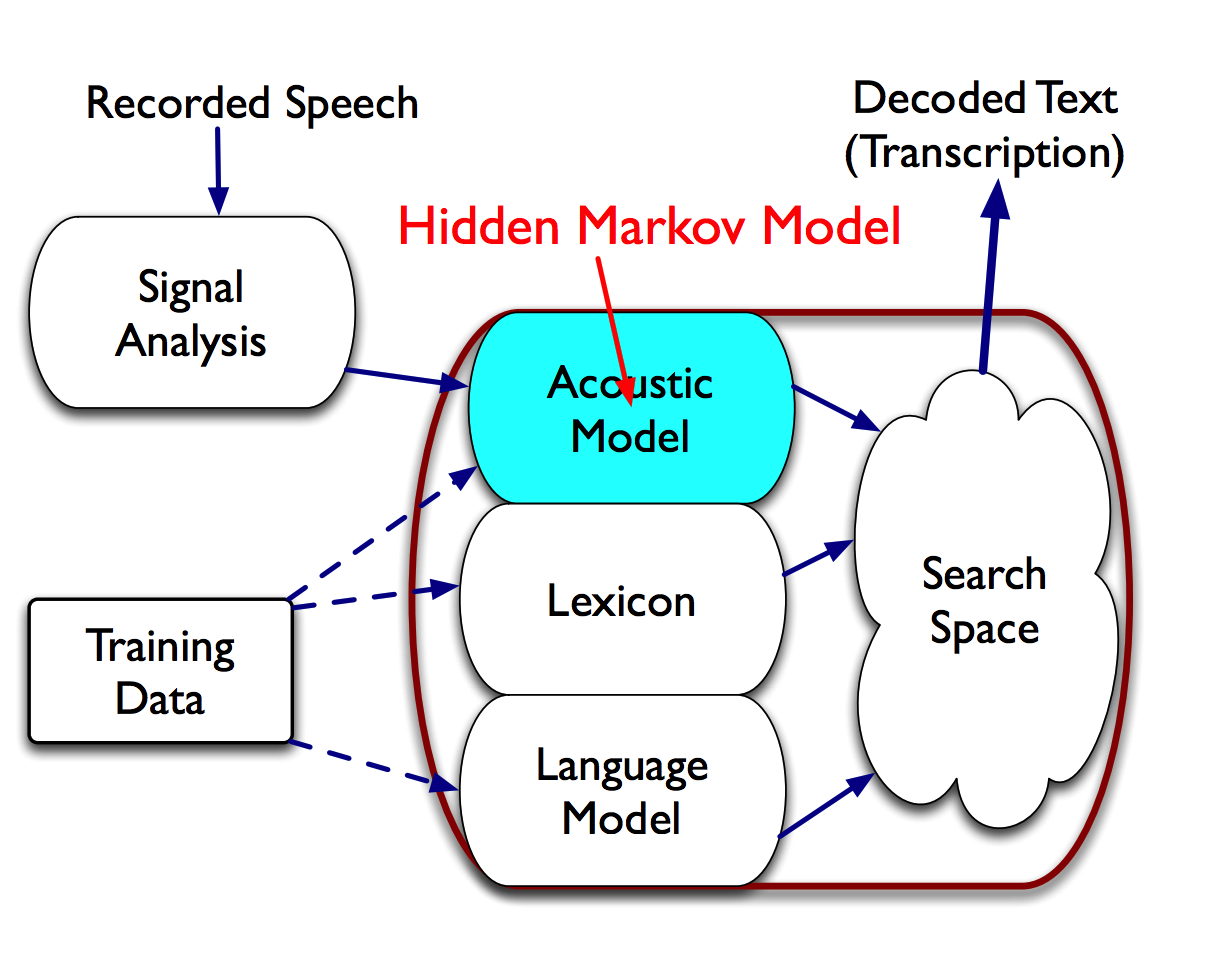 Recorded Speech
Decoded Text
(Transcription)
Hidden Markov Model
Signal
Analysis
Acoustic
Model
Lexicon
Search
Space
Training
Data
Language
Model